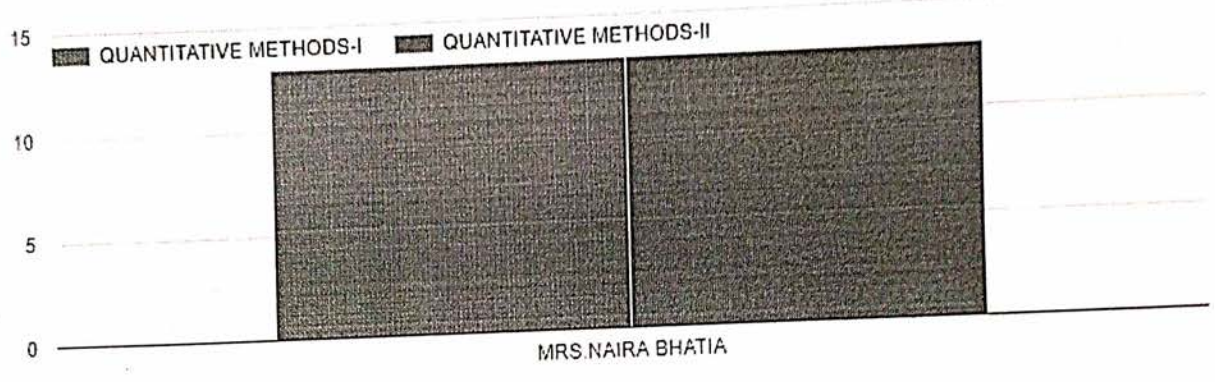 15
QUANTITATIVE METHODS-I QUANTITATIVE METHODS-II
10
5
0
MRS.NAIRA BHATIA